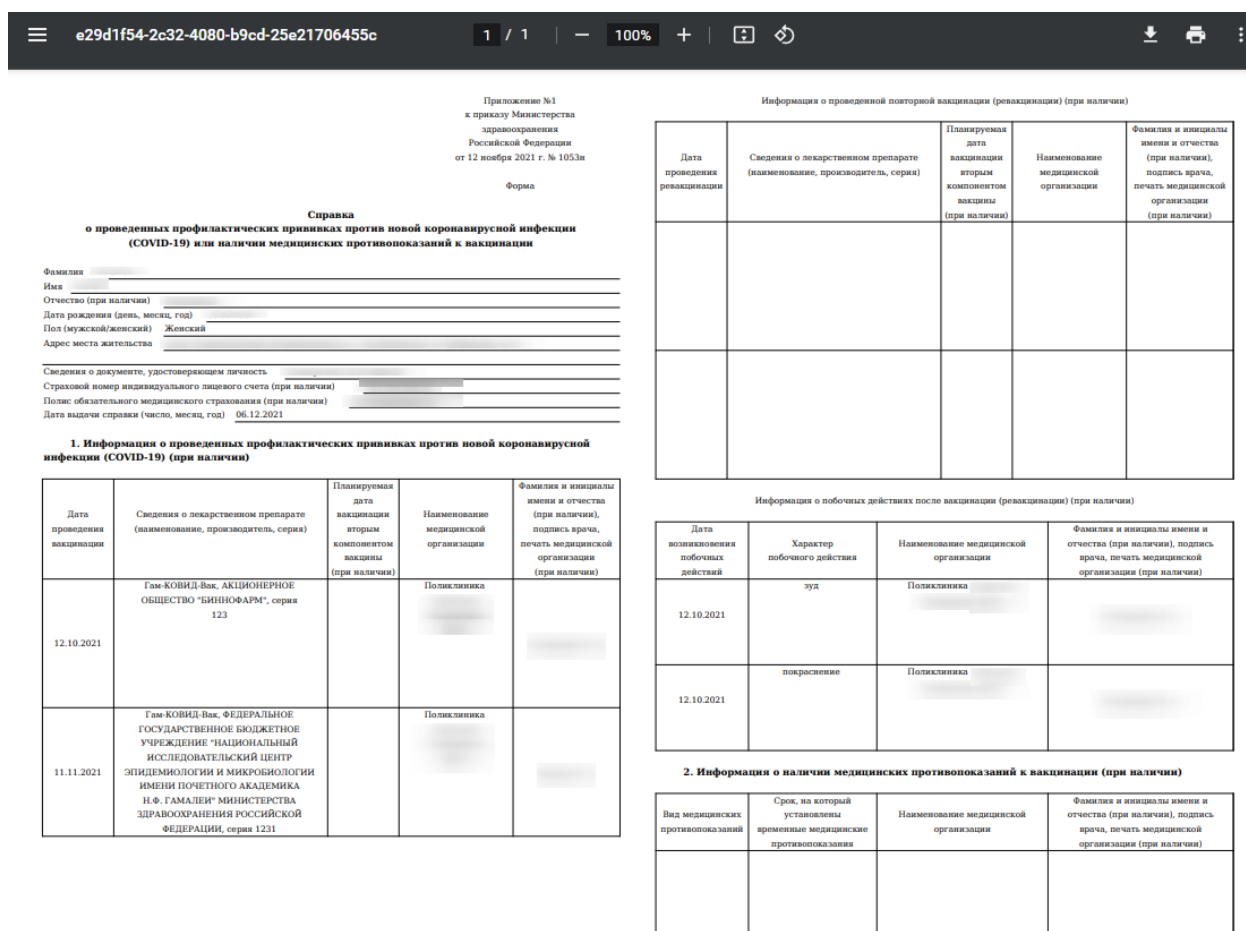 e29d1f54-2c32-4080-b9cd-25e21706455c
1 / 1
100%
Приложение №1
к приказу Министерства
здравоохранения
Российской Федерации
от 12 ноября 2021 г. № 1053н
Форма
Справка
о проведенных профилактических прививках против новой коронавирусной инфекции
(COVID-19) или наличии медицинских противопоказаний к вакцинации
Фамилия
Имя
Отчество (при наличии)
Дата рождения (день, месяц, год)
Пол (мужской/женский) Женский
Адрес места жительства
Сведения о документе, удостоверяющем личность
Страховой номер индивидуального лицевого счета (при наличии)
Полис обязательного медицинского страхования (при наличии)
Дата выдачи справки (число, месяц, год) 06.12.2021
1. Информация о проведенных профилактических прививках против новой коронавирусной
инфекции (COVID-19) (при наличии)
Дата
проведения
вакцинации
Сведения о лекарственном препарате
(наименование, производитель, серия)
Планируемая
дата
вакцинации
вторым
компонентом
вакцины
(при наличии)
Наименование
медицинской
организации
Фамилия и инициалы
имени и отчества
(при наличии),
подпись врача,
печать медицинской
организации
(при наличии)
12.10.2021
Гам-КОВИД-Вак, АКЦИОНЕРНОЕ
ОБЩЕСТВО "БИННОФАРМ", серия
123
Поликлиника
11.11.2021
Гам-КОВИД-Вак, ФЕДЕРАЛЬНОЕ
ГОСУДАРСТВЕННОЕ БЮДЖЕТНОЕ
УЧРЕЖДЕНИЕ "НАЦИОНАЛЬНЫЙ
ИССЛЕДОВАТЕЛЬСКИЙ ЦЕНТР
ЭПИДЕМИОЛОГИИ И МИКРОБИОЛОГИИ
ИМЕНИ ПОЧЕТНОГО АКАДЕМИКА
Н.Ф. ГАМАЛЕИ" МИНИСТЕРСТВА
ЗДРАВООХРАНЕНИЯ РОССИЙСКОЙ
ФЕДЕРАЦИИ, серия 1231
Поликлиника
Информация о проведенной повторной вакцинации (ревакцинации) (при наличии)
Дата
проведения
ревакцинации
Сведения о лекарственном препарате
(наименование, производитель, серия)
Планируемая
дата
вакцинации
вторым
компонентом
вакцины
(при наличии)
Наименование
медицинской
организации
Фамилия и инициалы
имени и отчества
(при наличии),
подпись врача,
печать медицинской
организации
(при наличии)
Информация о побочных действиях после вакцинации (ревакцинации) (при наличии)
Дата
возникновения
побочных
действий
Характер
побочного действия
Наименование медицинской
организации
Фамилия и инициалы имени и
отчества (при наличии), подпись
врача, печать медицинской
организации (при наличии)
12.10.2021
зуд
Поликлиника
12.10.2021
покраснение
Поликлиника
2. Информация о наличии медицинских противопоказаний к вакцинации (при наличии)
Вид медицинских
противопоказаний
Срок, на который
установлены
временные медицинские
противопоказания
Наименование медицинской
организации
Фамилия и инициалы имени и
отчества (при наличии), подпись
врача, печать медицинской
организации (при наличии)